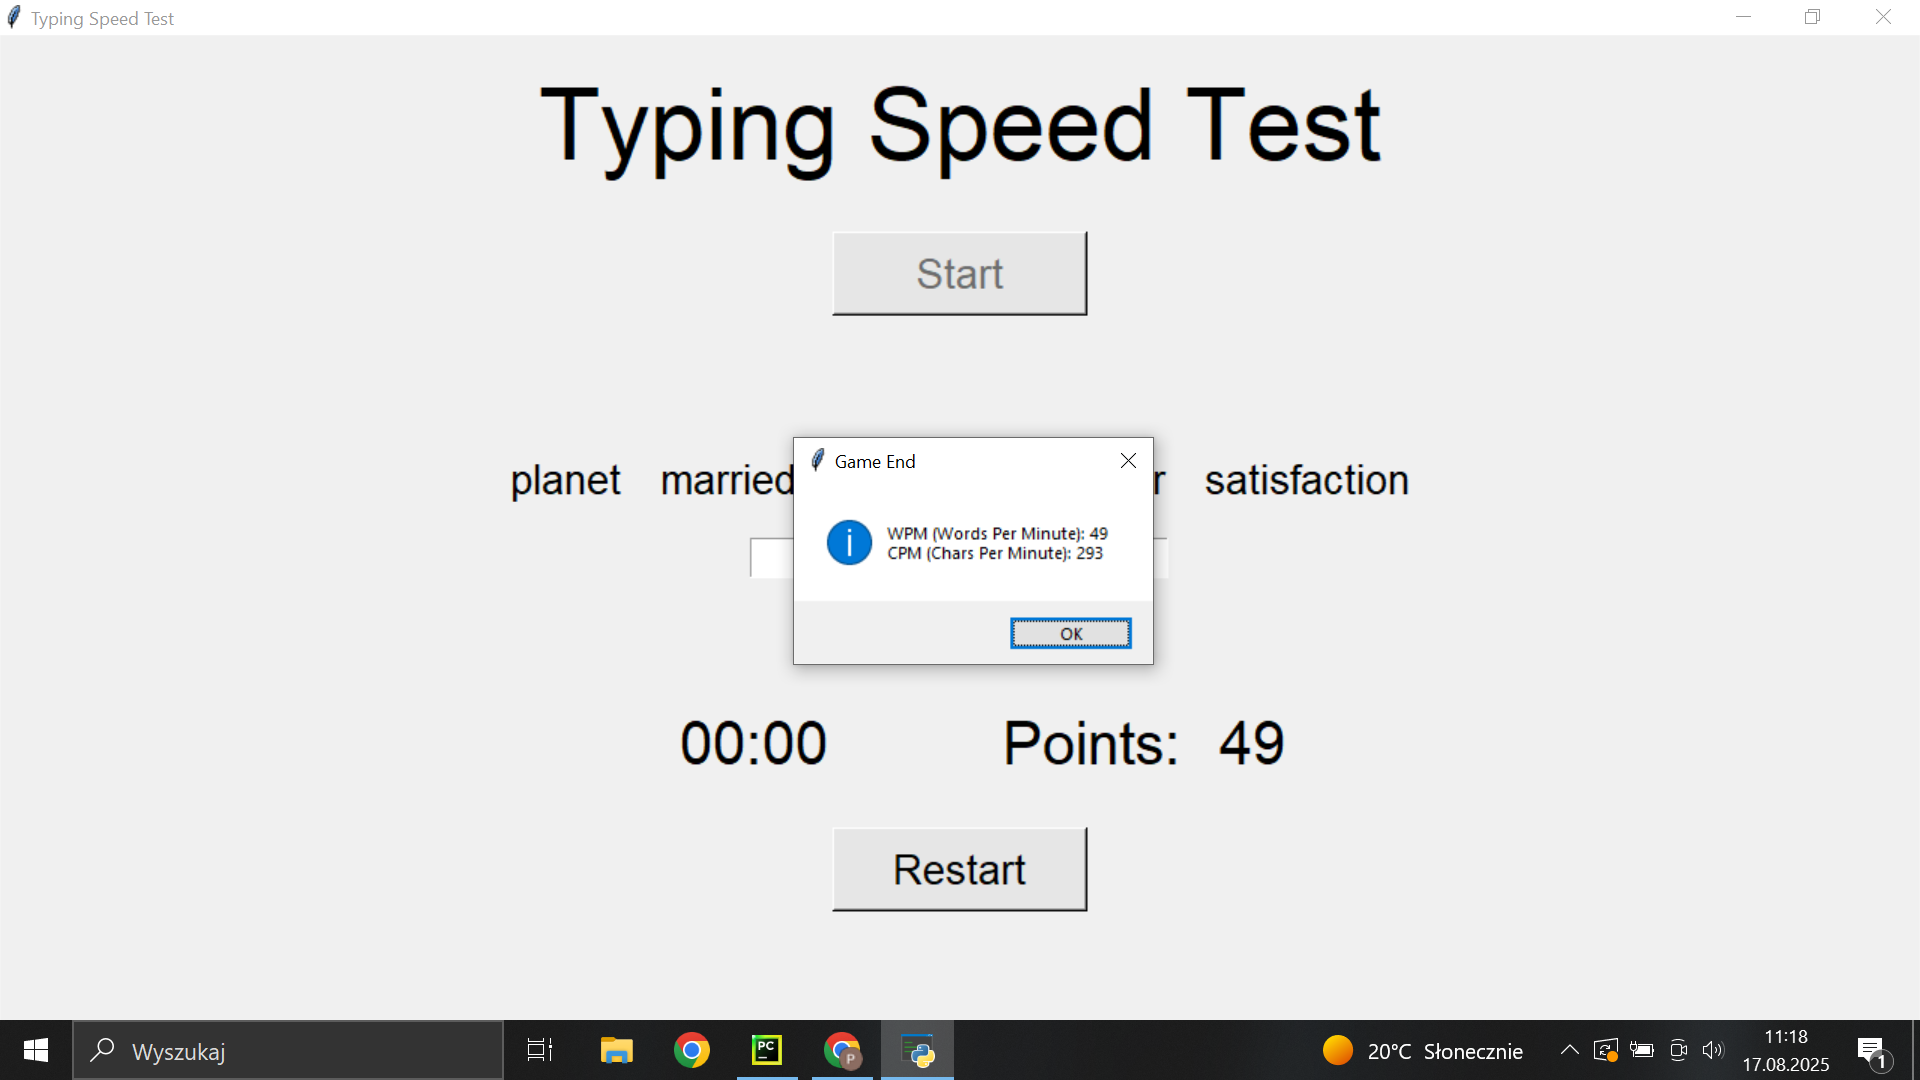 Typing Speed Test
Typing Speed Test
Start
planet married satisfaction
Game End
WPM (Words Per Minute): 49
CPM (Chars Per Minute): 293
OK
00:00 Points: 49
Restart
Wyszukaj
PC
P
20°C Słonecznie
11:18
17.08.2025
1